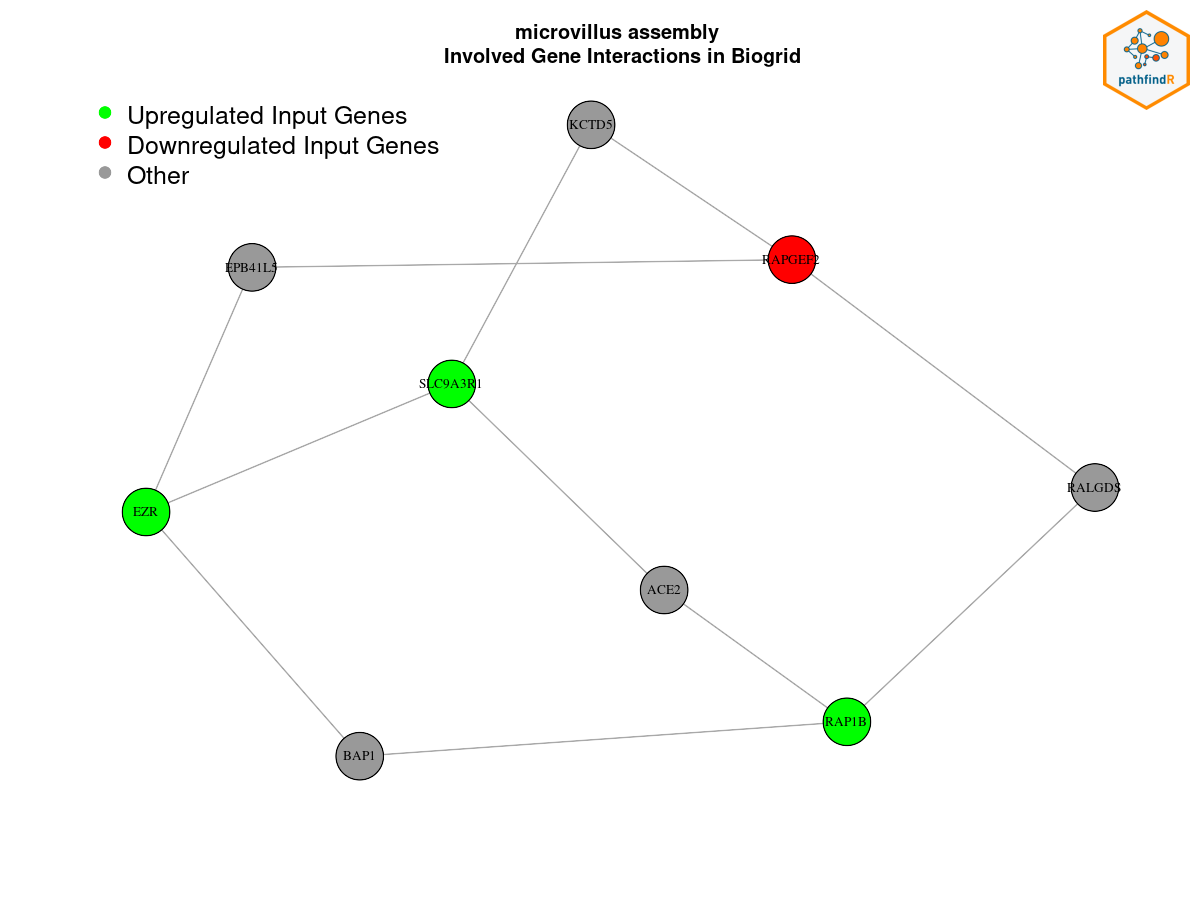 microvillus assembly
Involved Gene Interactions in Biogrid
pathfindR
Upregulated Input Genes
Downregulated Input Genes
Other
KCTD5
RAPGEF2
EPB41L5
SLC9A3R1
RALGDS
EZR
ACE2
RAP1B
BAP1